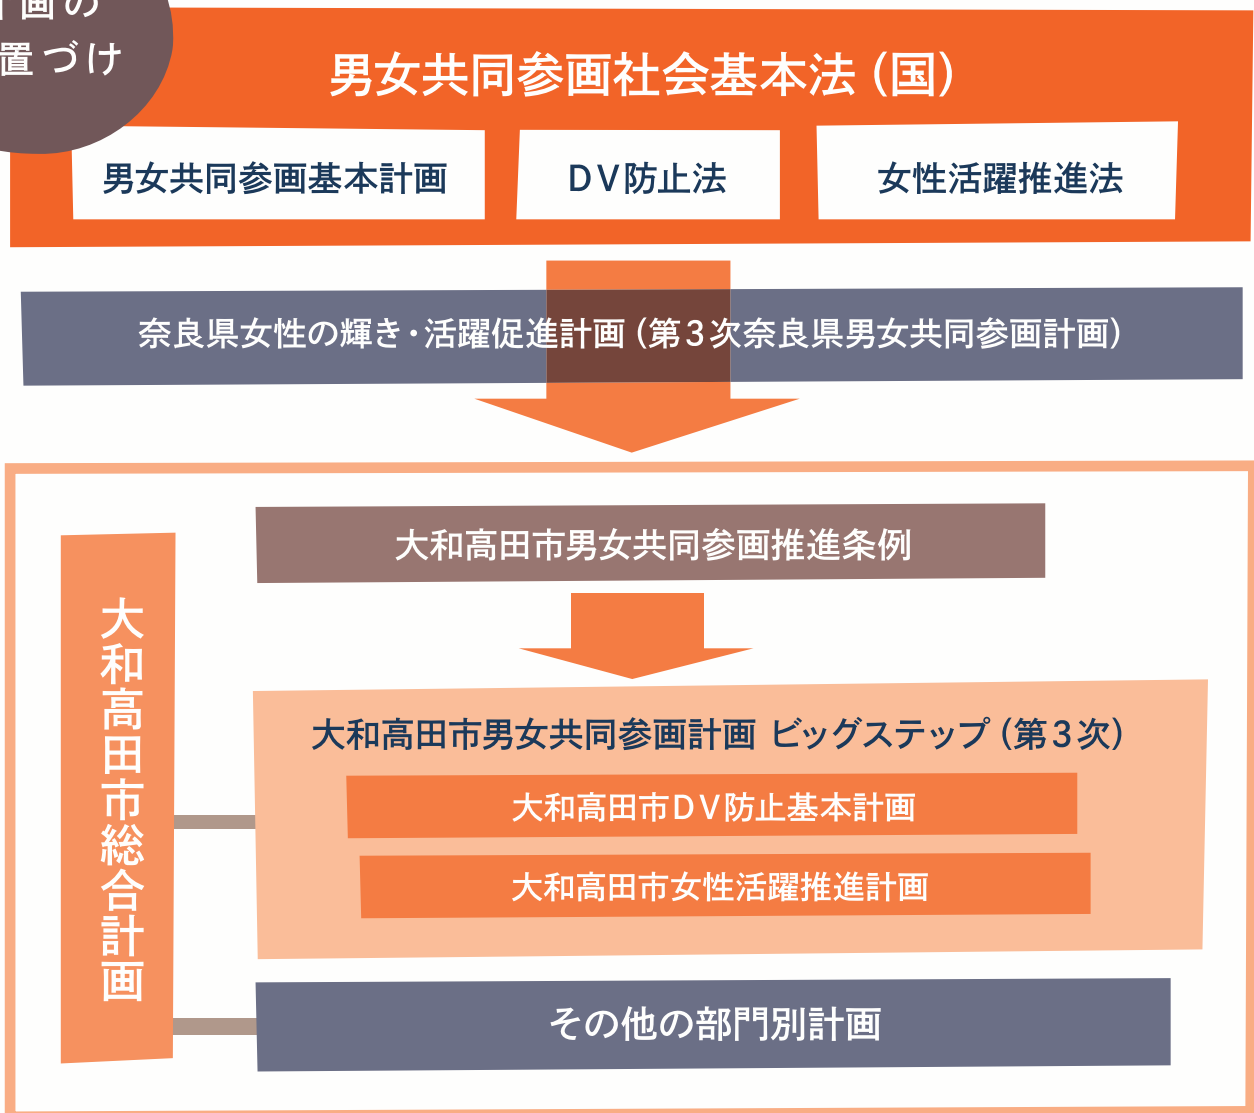 画の
置づけ
男女共同参画社会基本法（国）
男女共同参画基本計画
DV防止法
女性活躍推進法
奈良県女性の輝き・活躍促進計画（第3次奈良県男女共同参画計画）
大和高田市男女共同参画推進条例
大和高田市総合計画
大和高田市男女共同参画計画 ビッグステップ（第3次）
大和高田市DV防止基本計画
大和高田市女性活躍推進計画
その他の部門別計画